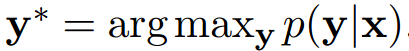 y* = arg max_y p(y|x).